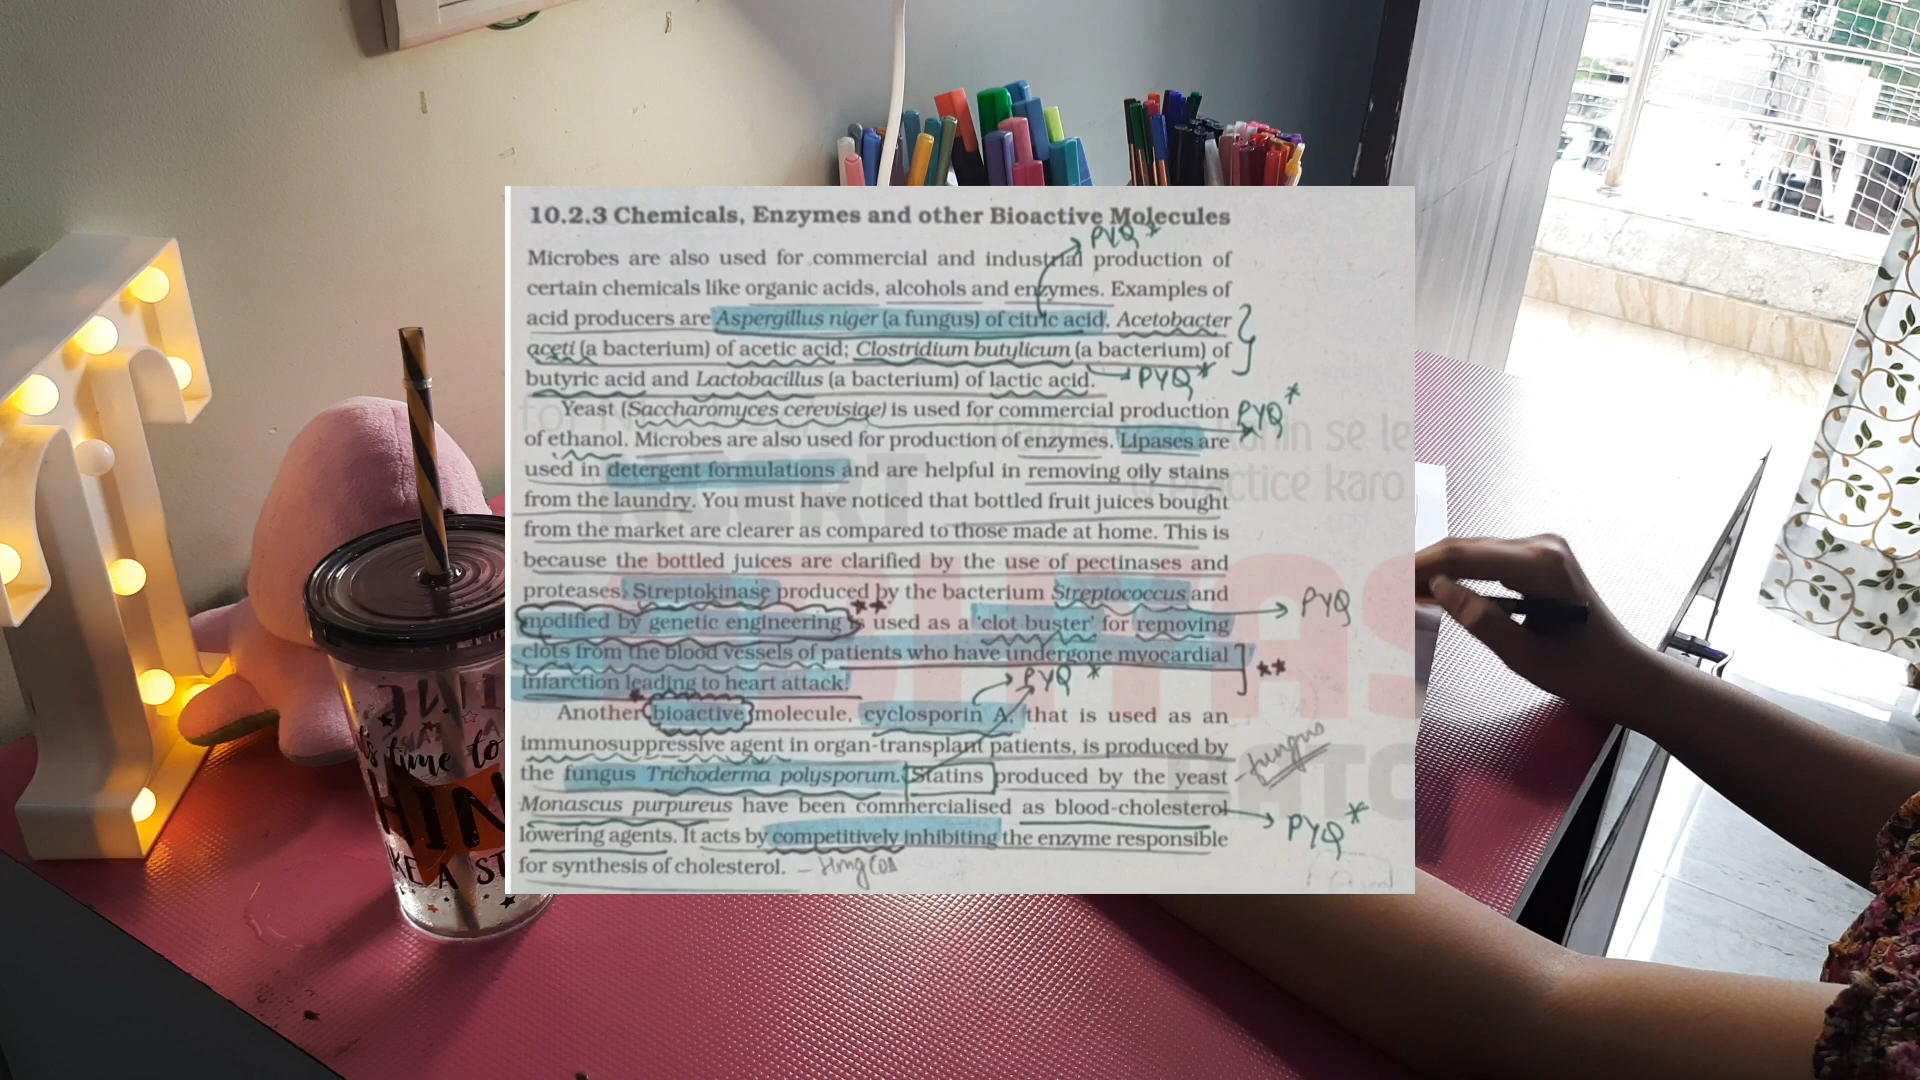 10.2.3 Chemicals, Enzymes and other Bioactive Molecules
PYQ *
Microbes are also used for commercial and industrial production of
certain chemicals like organic acids, alcohols and enzymes. Examples of
acid producers are Aspergillus niger (a fungus) of citric acid, Acetobacter
aceti (a bacterium) of acetic acid; Clostridium butylicum (a bacterium) of
butyric acid and Lactobacillus (a bacterium) of lactic acid. → PYQ *
Yeast (Saccharomyces cerevisiae) is used for commercial production PYQ *
of ethanol. Microbes are also used for production of enzymes. Lipases are
used in detergent formulations and are helpful in removing oily stains
from the laundry. You must have noticed that bottled fruit juices bought
from the market are clearer as compared to those made at home. This is
because the bottled juices are clarified by the use of pectinases and
proteases. Streptokinase produced by the bacterium Streptococcus and
modified by genetic engineering is used as a 'clot buster' for removing → PYQ
clots from the blood vessels of patients who have undergone myocardial **
infarction leading to heart attack. PYQ *
Another bioactive molecule, cyclosporin A, that is used as an
immunosuppressive agent in organ-transplant patients, is produced by
the fungus Trichoderma polysporum. Statins produced by the yeast - fungus
Monascus purpureus have been commercialised as blood-cholesterol → PYQ *
lowering agents. It acts by competitively inhibiting the enzyme responsible
for synthesis of cholesterol. - HmgCOA
se le
practice karo
time to